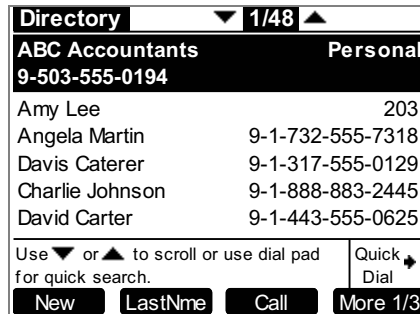 Directory ▼ 1/48 ▲
ABC Accountants Personal
9-503-555-0194
Amy Lee 203
Angela Martin 9-1-732-555-7318
Davis Caterer 9-1-317-555-0129
Charlie Johnson 9-1-888-883-2445
David Carter 9-1-443-555-0625
Use ▼ or ▲ to scroll or use dial pad
for quick search.
Quick
Dial
New LastNme Call More 1/3